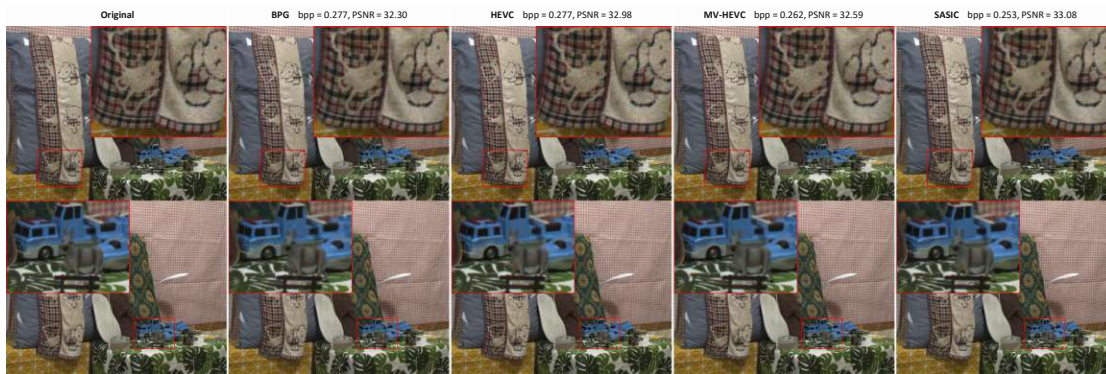 Original
BPG bpp = 0.277, PSNR = 32.30
HEVC bpp = 0.277, PSNR = 32.98
MV-HEVC bpp = 0.262, PSNR = 32.59
SASIC bpp = 0.253, PSNR = 33.08